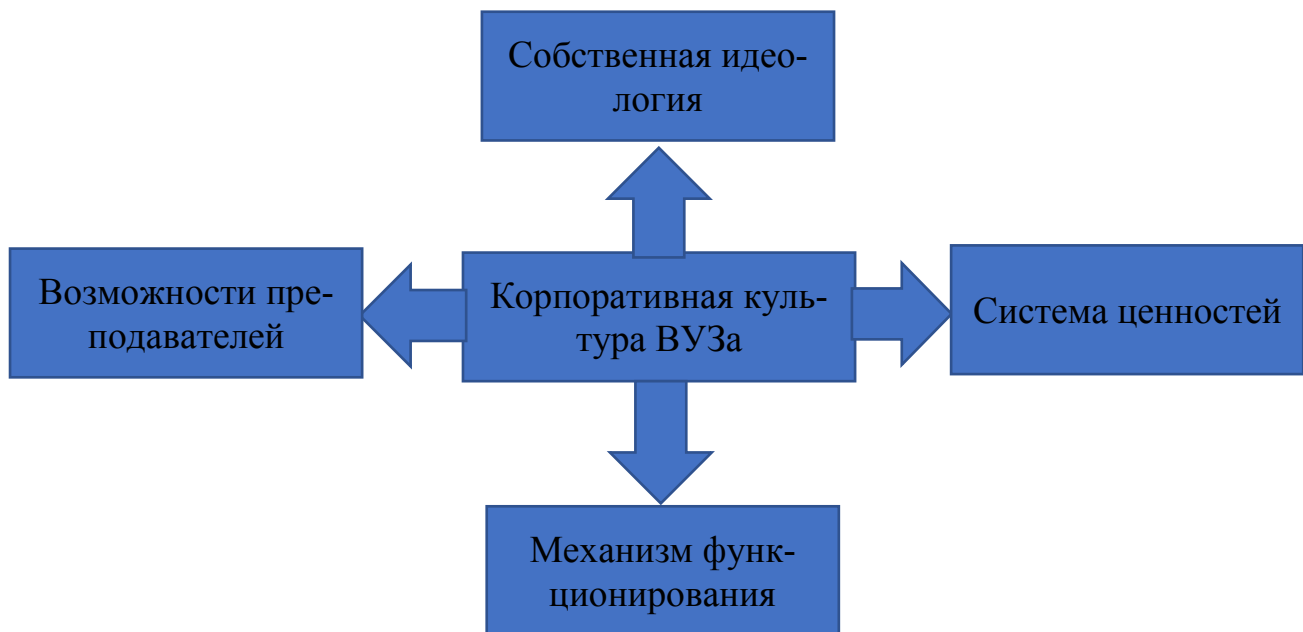 Собственная идео-
логия
Возможности пре-
подавателей
Корпоративная куль-
тура ВУЗа
Система ценностей
Механизм функ-
ционирования